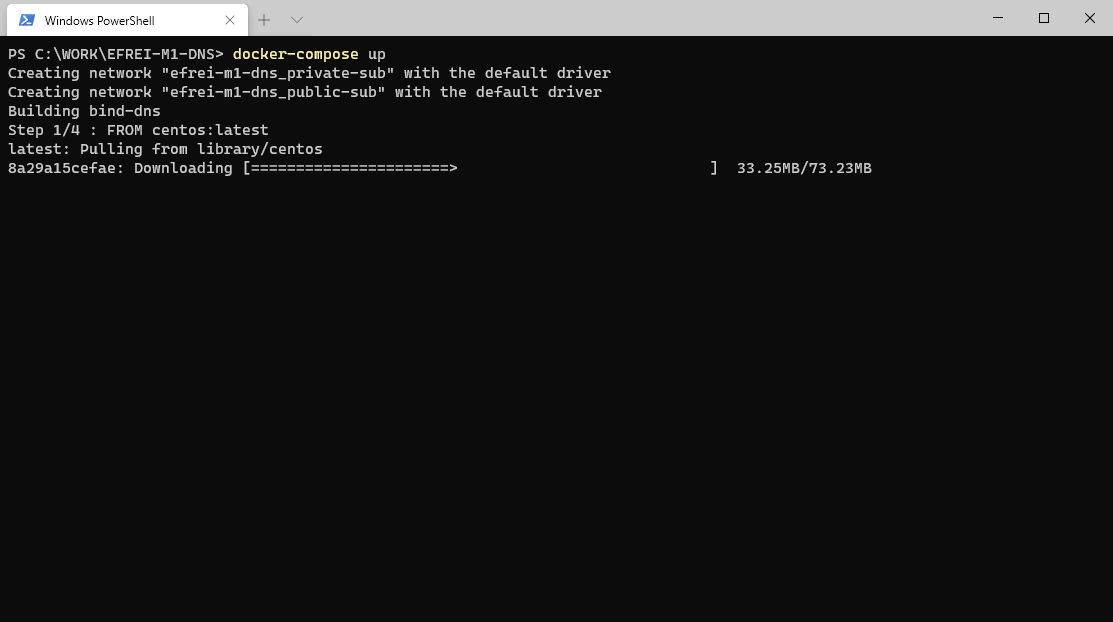 Windows PowerShell
PS C:\WORK\EFREI-M1-DNS> docker-compose up
Creating network "efrei-m1-dns_private-sub" with the default driver
Creating network "efrei-m1-dns_public-sub" with the default driver
Building bind-dns
Step 1/4 : FROM centos:latest
latest: Pulling from library/centos
8a29a15cefae: Downloading [======================>                            ]  33.25MB/73.23MB